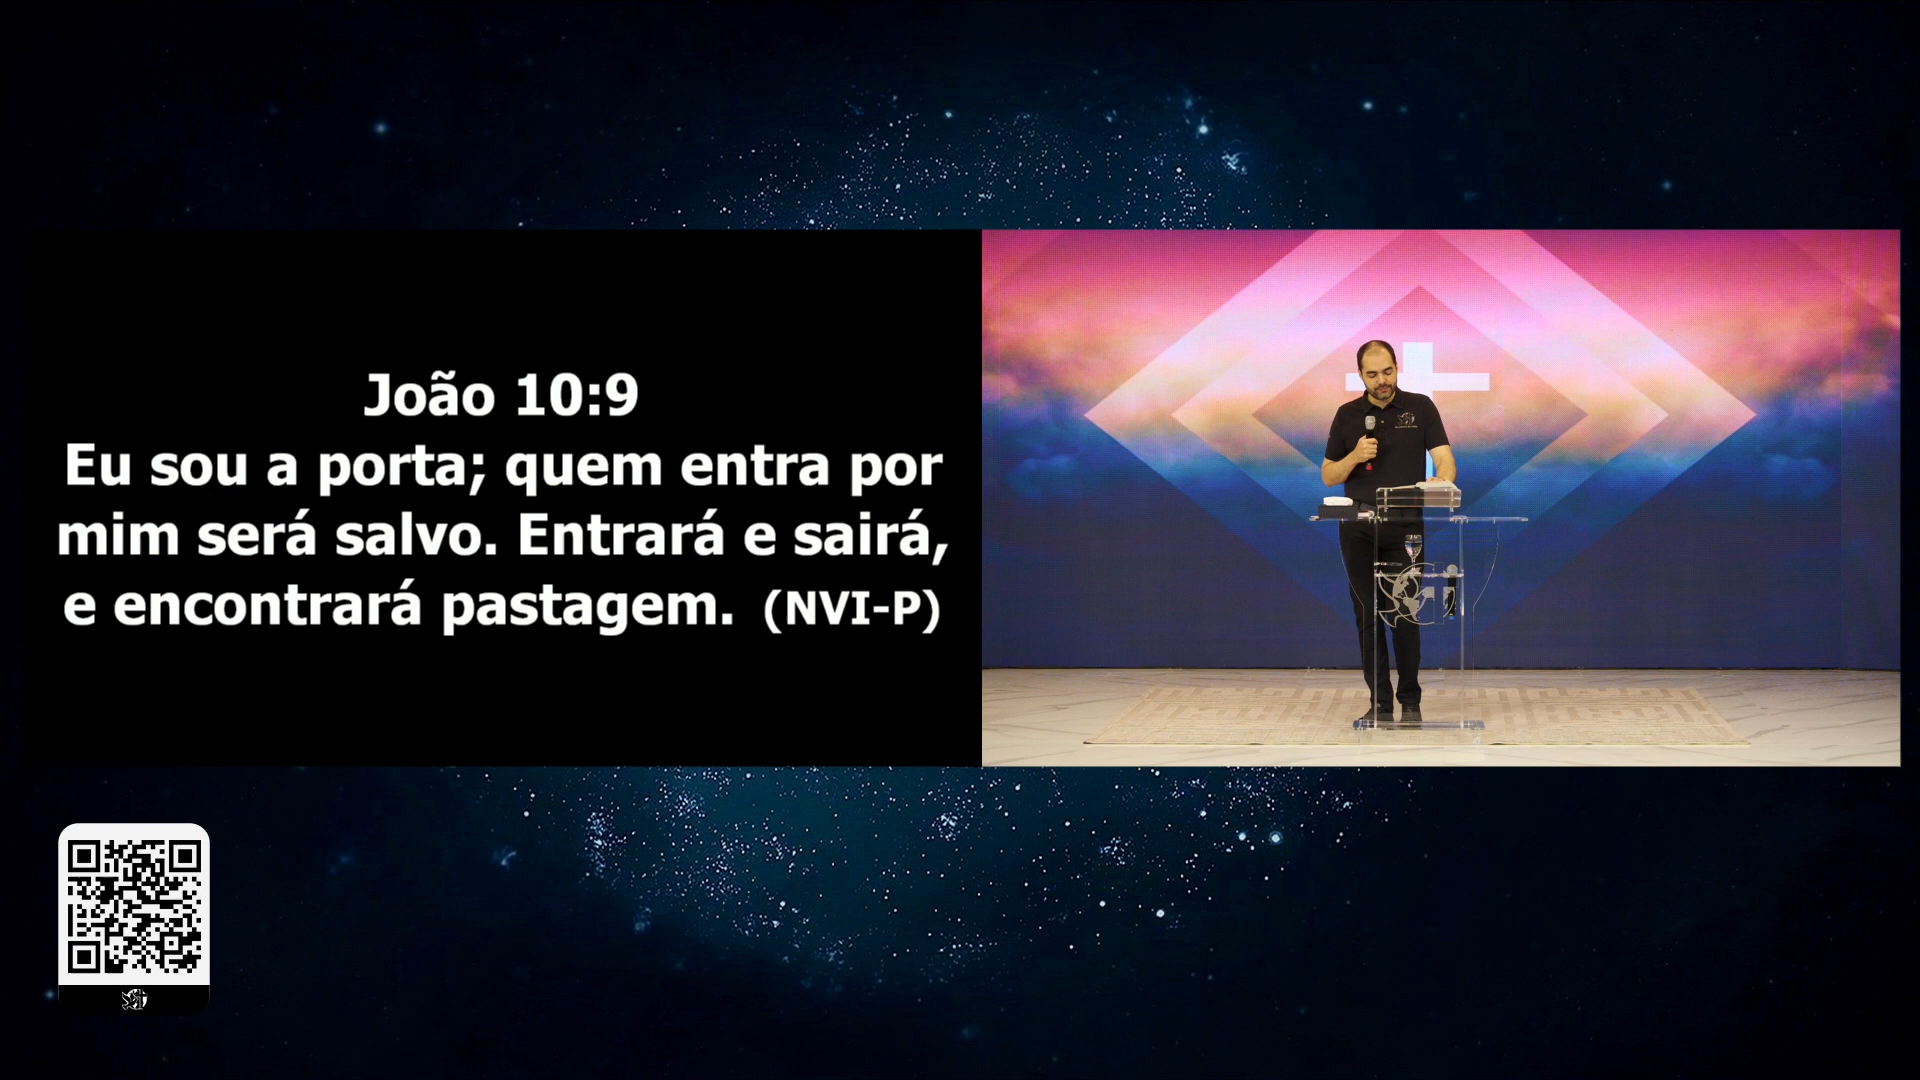 João 10:9
Eu sou a porta; quem entra por
mim será salvo. Entrará e sairá,
e encontrará pastagem. (NVI-P)